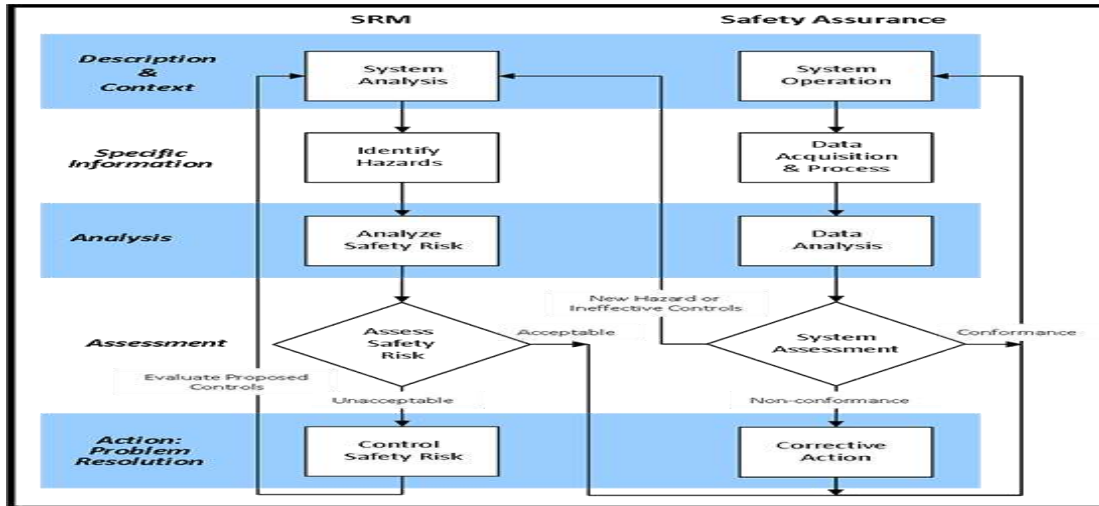 SRM
Safety Assurance
Description
&
Context
System
Analysis
System
Operation
Specific
Information
Identify
Hazards
Data
Acquisition
& Process
Analysis
Analyze
Safety Risk
Data
Analysis
New Hazard or
Ineffective Controls
Assessment
Assess
Safety
Risk
Acceptable
System
Assessment
Conformance
Evaluate Proposed
Controls
Unacceptable
Non-conformance
Action:
Problem
Resolution
Control
Safety Risk
Corrective
Action